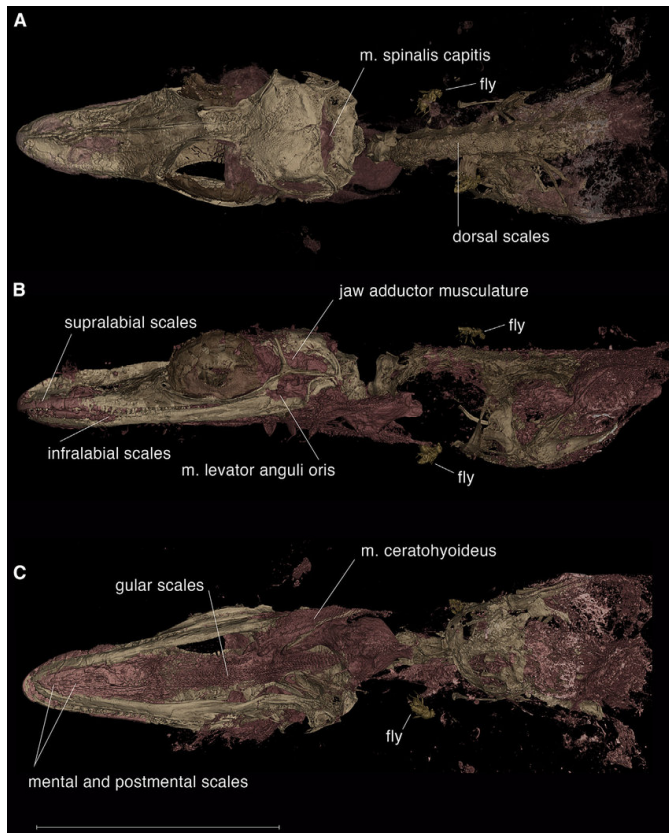 A
m. spinalis capitis
fly
dorsal scales
B
jaw adductor musculature
supralabial scales
fly
infralabial scales
m. levator anguli oris
fly
C
m. ceratohyoideus
gular scales
fly
mental and postmental scales